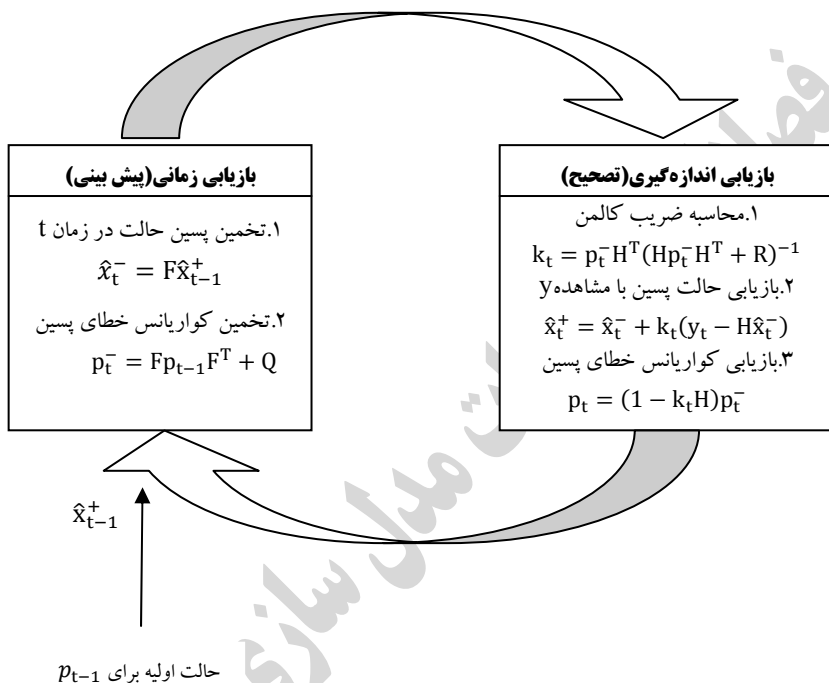 بازیابی زمانی(پیش بینی)
۱.تخمین پسین حالت در زمان t
x̂ₜ⁻ = Fx̂ₜ₋₁⁺
۲.تخمین کواریانس خطای پسین
pₜ⁻ = Fpₜ₋₁Fᵀ + Q
بازیابی اندازه‌گیری(تصحیح)
۱.محاسبه ضریب کالمن
kₜ = pₜ⁻Hᵀ(Hpₜ⁻Hᵀ + R)⁻¹
۲.بازیابی حالت پسین با مشاهده y
x̂ₜ⁺ = x̂ₜ⁻ + kₜ(yₜ − Hx̂ₜ⁻)
۳.بازیابی کواریانس خطای پسین
pₜ = (1 − kₜH)pₜ⁻
x̂ₜ₋₁⁺
حالت اولیه برای pₜ₋₁
مدل سازی